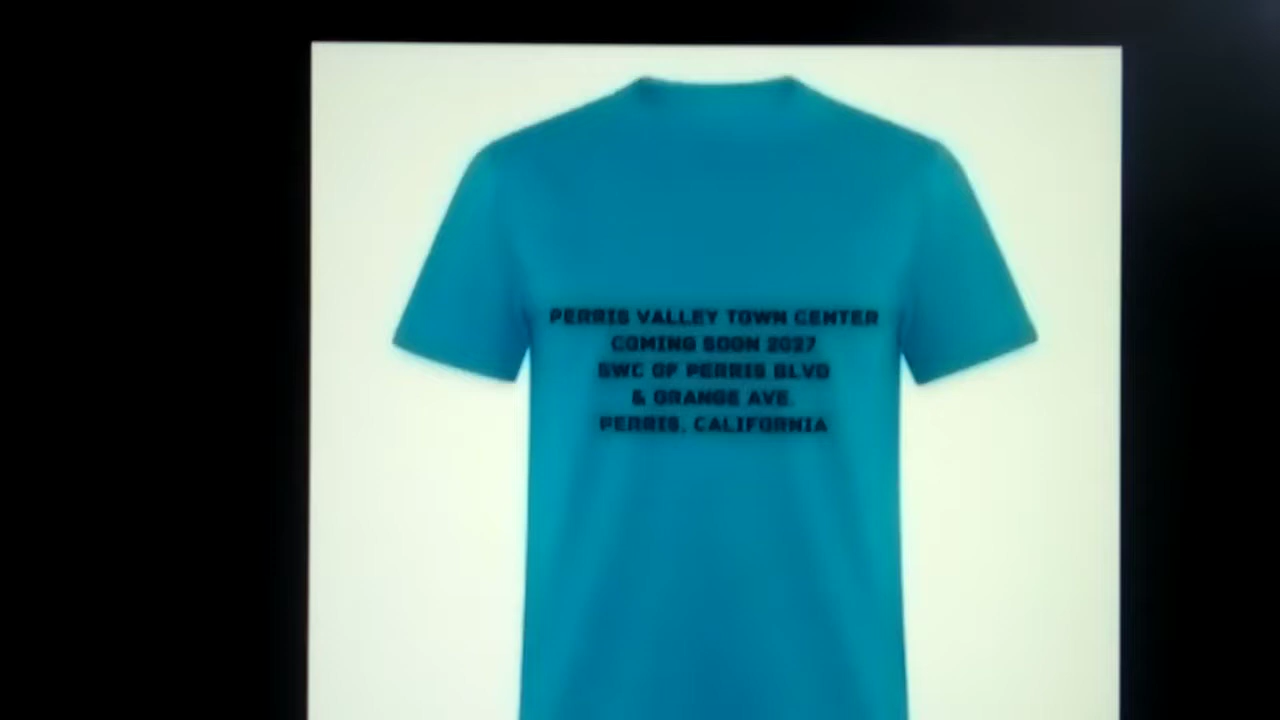 PERRIS VALLEY TOWN CENTER
COMING SOON 2027
SWC OF PERRIS BLVD
& ORANGE AVE.
PERRIS, CALIFORNIA